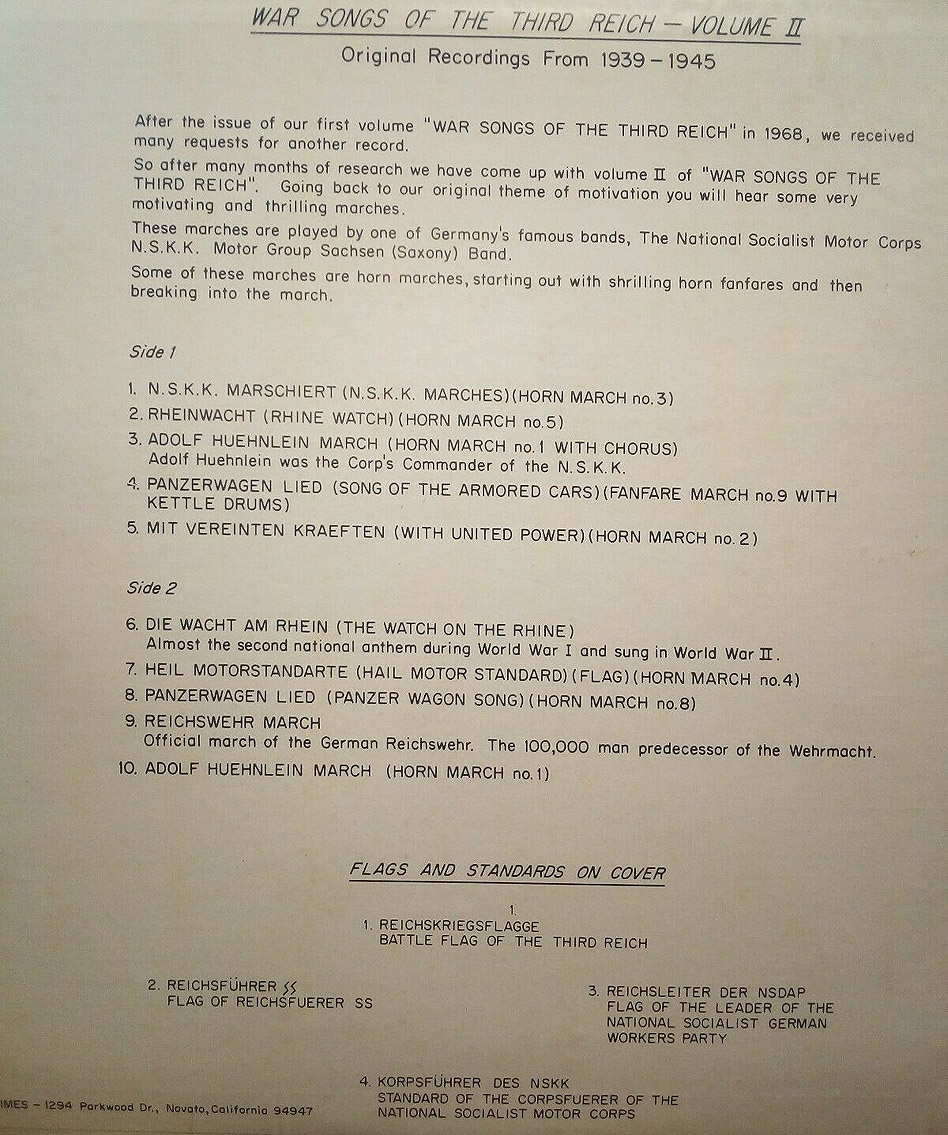 WAR SONGS OF THE THIRD REICH – VOLUME II
Original Recordings From 1939 – 1945
After the issue of our first volume "WAR SONGS OF THE THIRD REICH" in 1968, we received
many requests for another record.
So after many months of research we have come up with volume II of "WAR SONGS OF THE
THIRD REICH". Going back to our original theme of motivation you will hear some very
motivating and thrilling marches.
These marches are played by one of Germany's famous bands, The National Socialist Motor Corps
N.S.K.K. Motor Group Sachsen (Saxony) Band.
Some of these marches are horn marches, starting out with shrilling horn fanfares and then
breaking into the march.
Side 1
1. N.S.K.K. MARSCHIERT (N.S.K.K. MARCHES) (HORN MARCH no. 3)
2. RHEINWACHT (RHINE WATCH) (HORN MARCH no. 5)
3. ADOLF HUEHNLEIN MARCH (HORN MARCH no. 1 WITH CHORUS)
Adolf Huehnlein was the Corp's Commander of the N.S.K.K.
4. PANZERWAGEN LIED (SONG OF THE ARMORED CARS) (FANFARE MARCH no. 9 WITH
KETTLE DRUMS)
5. MIT VEREINTEN KRAEFTEN (WITH UNITED POWER) (HORN MARCH no. 2)
Side 2
6. DIE WACHT AM RHEIN (THE WATCH ON THE RHINE)
Almost the second national anthem during World War I and sung in World War II.
7. HEIL MOTORSTANDARTE (HAIL MOTOR STANDARD) (FLAG) (HORN MARCH no. 4)
8. PANZERWAGEN LIED (PANZER WAGON SONG) (HORN MARCH no. 8)
9. REICHSWEHR MARCH
Official march of the German Reichswehr. The 100,000 man predecessor of the Wehrmacht.
10. ADOLF HUEHNLEIN MARCH (HORN MARCH no. 1)
FLAGS AND STANDARDS ON COVER
1.
1. REICHSKRIEGSFLAGGE
BATTLE FLAG OF THE THIRD REICH
2. REICHSFÜHRER SS
FLAG OF REICHSFUERER SS
3. REICHSLEITER DER NSDAP
FLAG OF THE LEADER OF THE
NATIONAL SOCIALIST GERMAN
WORKERS PARTY
4. KORPSFÜHRER DES NSKK
STANDARD OF THE CORPSFUERER OF THE
NATIONAL SOCIALIST MOTOR CORPS
– 1294 Parkwood Dr., Novato, California 94947